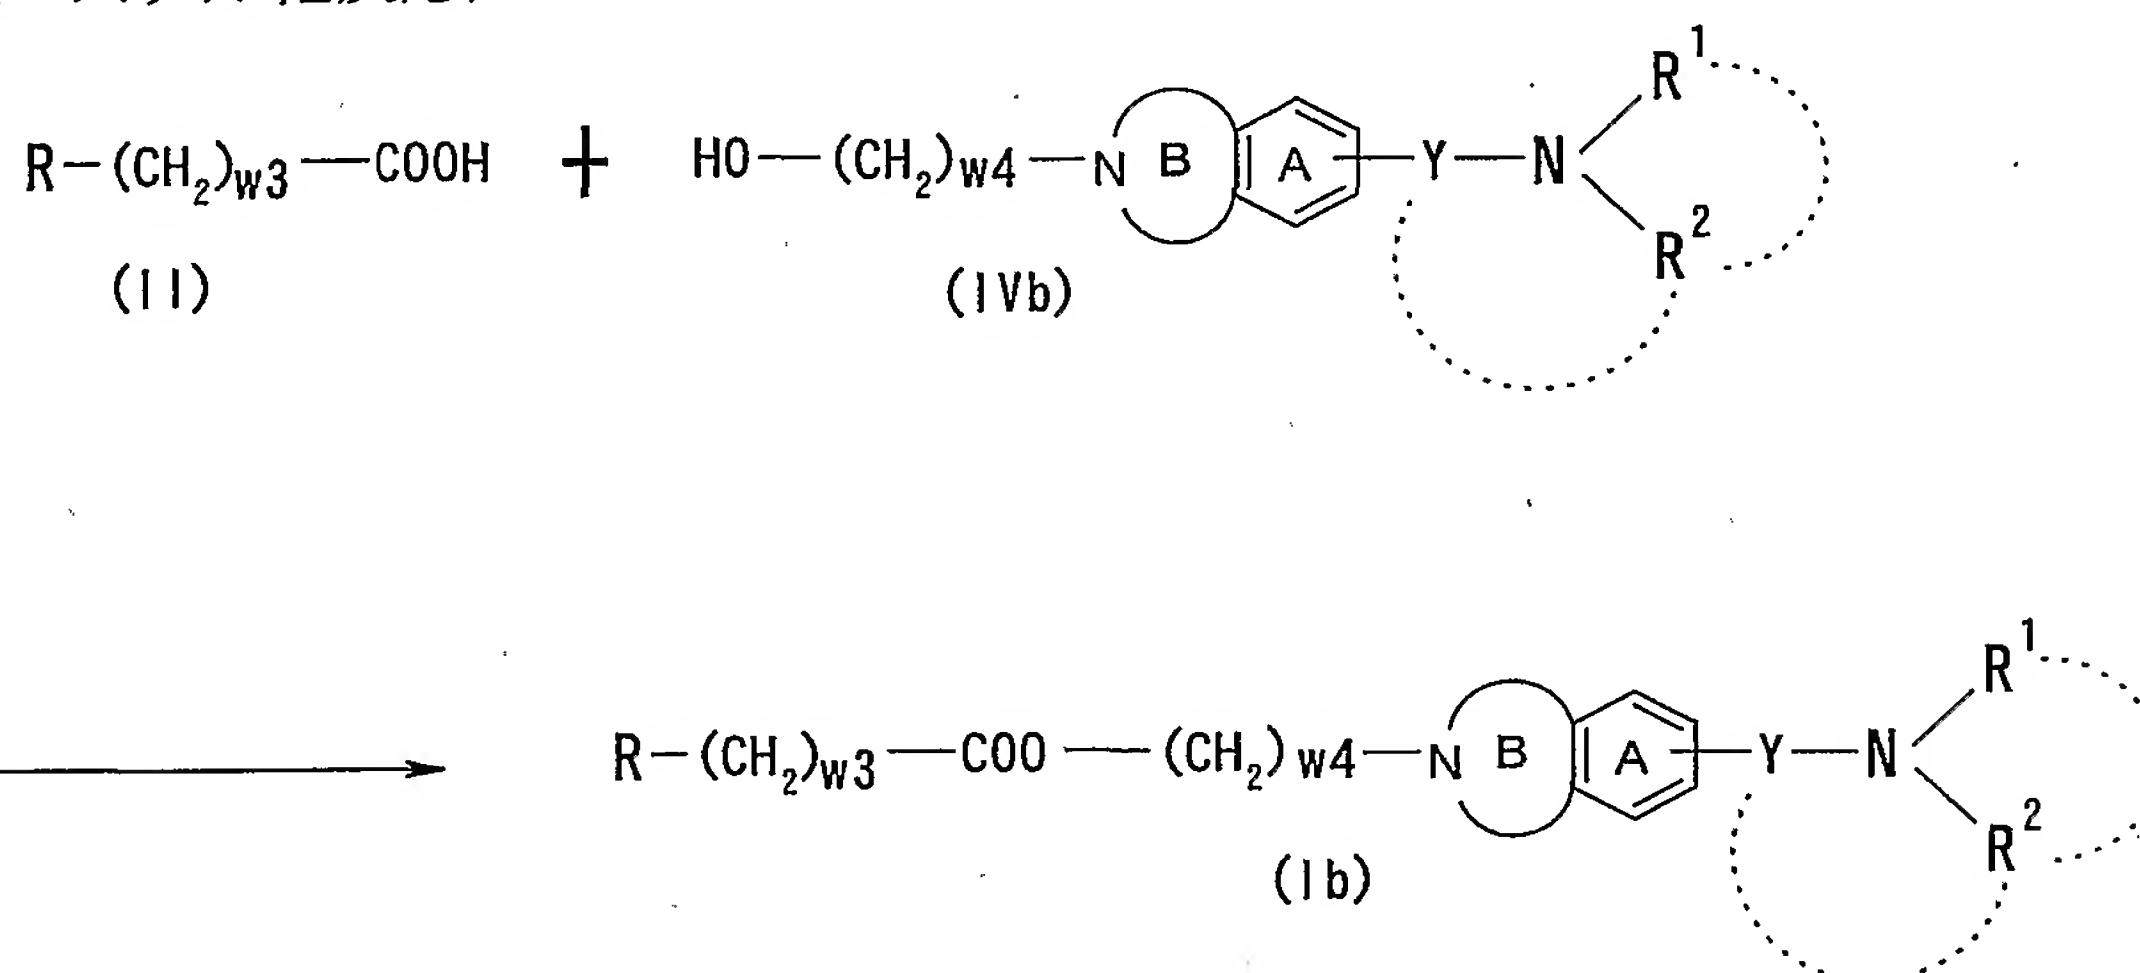 R-(CH₂)w3—COOH + HO—(CH₂)w4—N B A Y—N R¹ R²
(II) (IVb)
R-(CH₂)w3—COO—(CH₂)w4—N B A Y—N R¹ R²
(Ib)